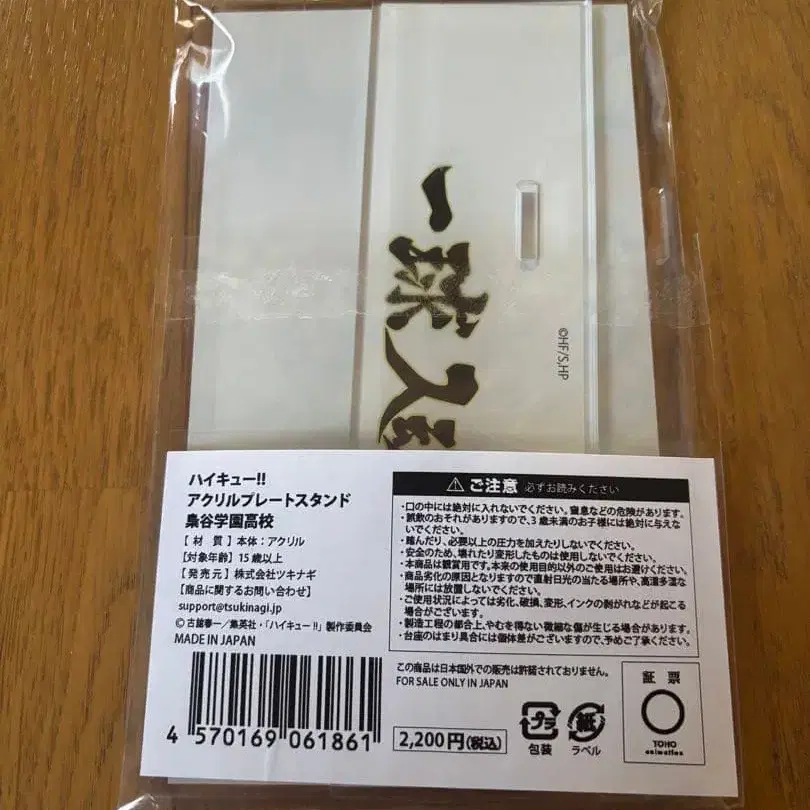 一球入
©HF/S,HP
ハイキュー!!
アクリルプレートスタンド
梟谷学園高校
【 材　質 】本体：アクリル
【対象年齢】15歳以上
【発売元】株式会社ツキナギ
【商品に関するお問い合わせ】
support@tsukinagi.jp
© 古舘春一／集英社・「ハイキュー!!」製作委員会
MADE IN JAPAN
4 570169 061861
⚠ ご注意 必ずお読みください
・口の中には絶対に入れないでください。窒息などの危険があります。
・誤飲のおそれがありますので、3歳未満のお子様には絶対に与えな
いでください。
・踏んだり、必要以上の圧力を加えたりしないでください。
・安全のため、壊れたり変形したものは使用しないでください。
・本商品は観賞用です。本来の使用目的以外のご使用はお避けください。
・商品劣化の原因となりますので直射日光の当たる場所や、高温多湿な
場所には放置しないでください。
・ご使用状況によっては劣化、破損、変形、インクの剥がれなどが起こる
場合がございます。
・製造工程の都合上、やむを得ない微細な傷が生じる場合があります。
・台座のはまり具合には個体差がございますので、予めご了承ください。
この商品は日本国外での販売は許諾されておりません。
FOR SALE ONLY IN JAPAN
2,200円(税込)
プラ
包装
紙
ラベル
証 票
TOHO
animation